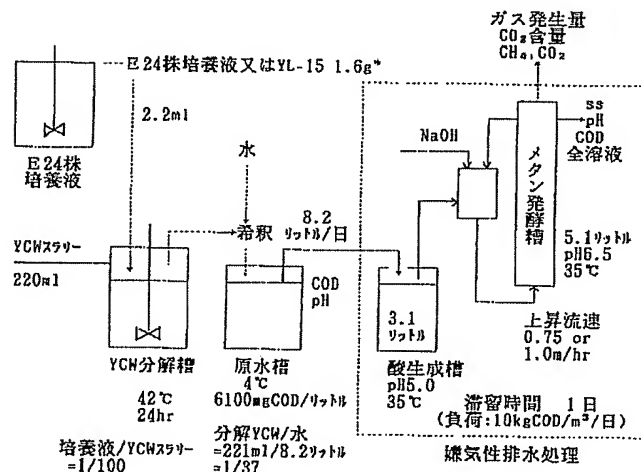 ガス発生量
CO₂含量
CH₄,CO₂
E24株培養液又はYL-15 1.6g*
2.2ml
E24株
培養液
水
NaOH
ss
pH
COD
全溶液
メタン発酵槽
8.2
リットル/日
希釈
YCWスラリー
220ml
COD
pH
5.1リットル
pH6.5
35℃
3.1
リットル
上昇流速
0.75 or
1.0m/hr
YCW分解槽
42℃
24hr
原水槽
4℃
6100mgCOD/リットル
酸生成槽
pH5.0
35℃
滞留時間 1日
(負荷:10kgCOD/m³/日)
培養液/YCWスラリー
=1/100
分解YCW/水
=221ml/8.2リットル
=1/37
嫌気性排水処理